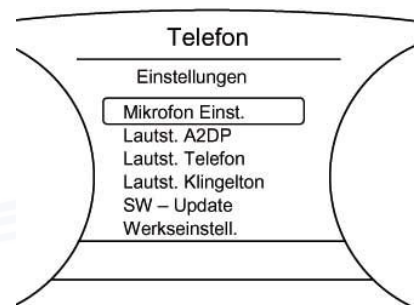 Telefon
Einstellungen
Mikrofon Einst.
Lautst. A2DP
Lautst. Telefon
Lautst. Klingelton
SW – Update
Werkseinstell.